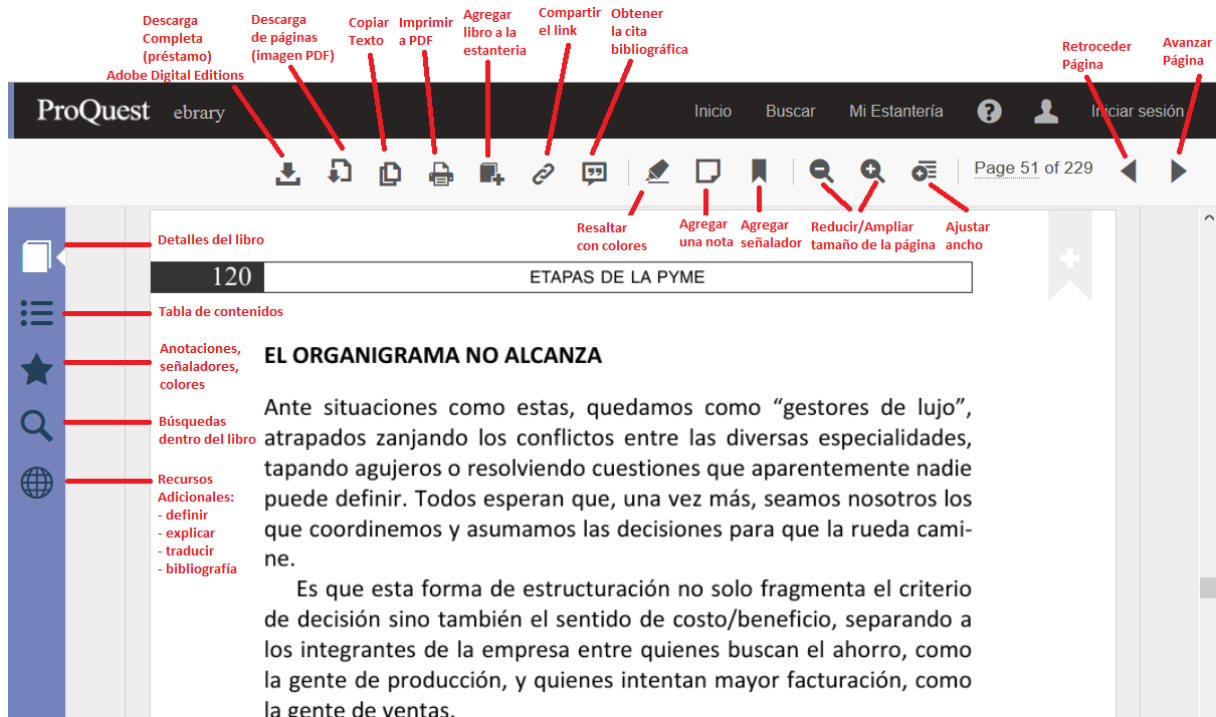 Descarga
Completa
(préstamo)
Adobe Digital Editions
Descarga
de páginas
(imagen PDF)
Copiar
Texto
Imprimir
a PDF
Agregar
libro a la
estanteria
Compartir
el link
Obtener
la cita
bibliográfica
Retroceder
Página
Avanzar
Página
ProQuest ebrary Inicio Buscar Mi Estantería ? Iniciar sesión
Page 51 of 229
Resaltar
con colores
Agregar
una nota
Agregar
señalador
Reducir/Ampliar
tamaño de la página
Ajustar
ancho
Detalles del libro
Tabla de contenidos
Anotaciones,
señaladores,
colores
Búsquedas
dentro del libro
Recursos
Adicionales:
- definir
- explicar
- traducir
- bibliografía
120 ETAPAS DE LA PYME
EL ORGANIGRAMA NO ALCANZA
Ante situaciones como estas, quedamos como “gestores de lujo”,
atrapados zanjando los conflictos entre las diversas especialidades,
tapando agujeros o resolviendo cuestiones que aparentemente nadie
puede definir. Todos esperan que, una vez más, seamos nosotros los
que coordinemos y asumamos las decisiones para que la rueda cami-
ne.
Es que esta forma de estructuración no solo fragmenta el criterio
de decisión sino también el sentido de costo/beneficio, separando a
los integrantes de la empresa entre quienes buscan el ahorro, como
la gente de producción, y quienes intentan mayor facturación, como
la gente de ventas.